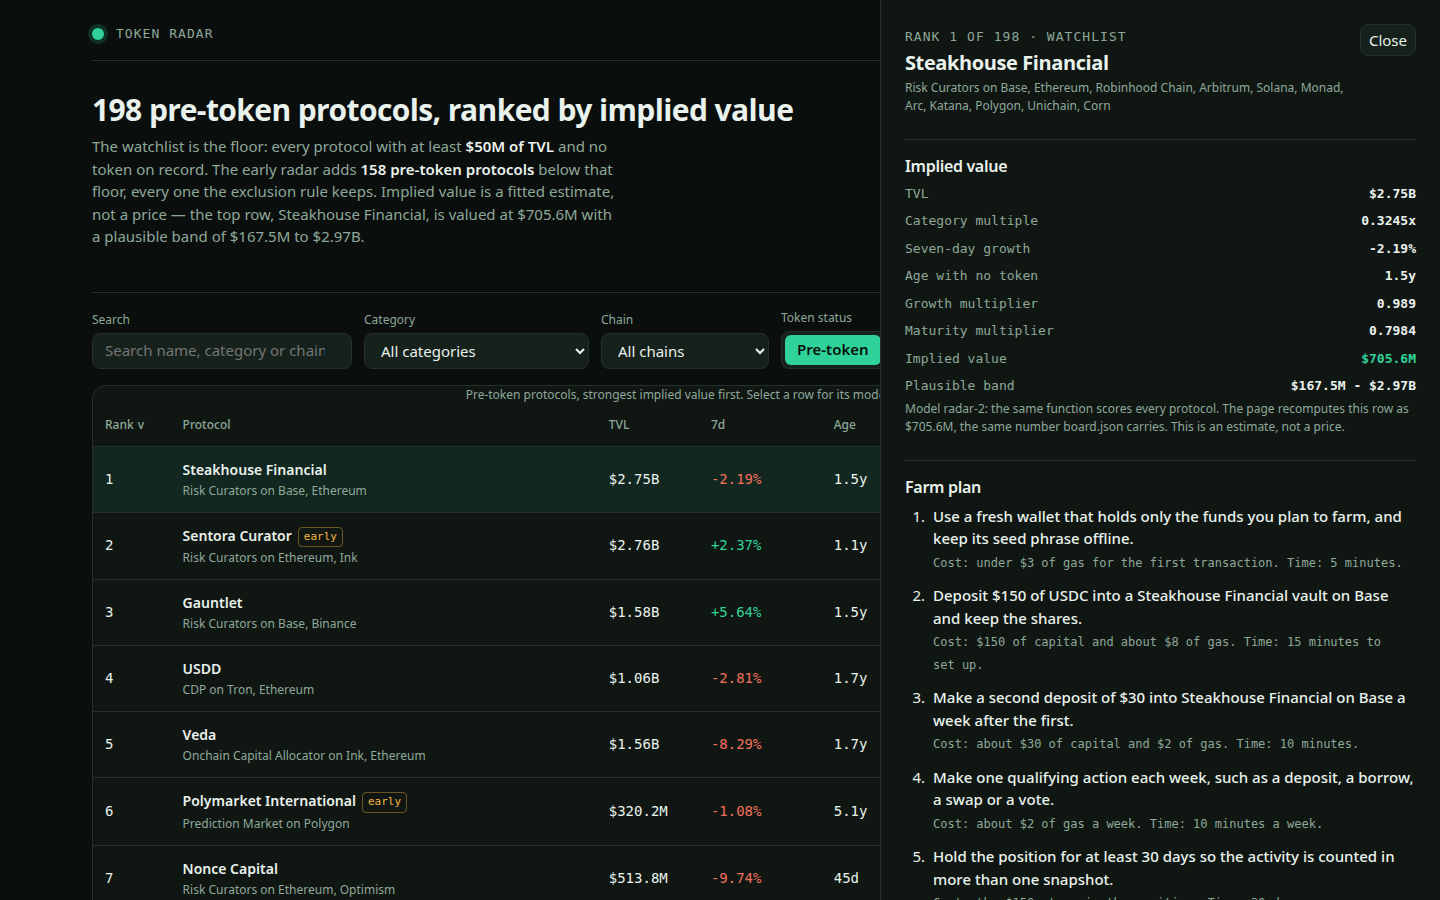 TOKEN RADAR
198 pre-token protocols, ranked by implied value
The watchlist is the floor: every protocol with at least $50M of TVL and no
token on record. The early radar adds 158 pre-token protocols below that
floor, every one the exclusion rule keeps. Implied value is a fitted estimate,
not a price — the top row, Steakhouse Financial, is valued at $705.6M with
a plausible band of $167.5M to $2.97B.
Search
Category
Chain
Token status
Search name, category or chain
All categories
All chains
Pre-token
Pre-token protocols, strongest implied value first. Select a row for its
Rank v
Protocol
TVL
7d
Age
1
Steakhouse Financial
Risk Curators on Base, Ethereum
$2.75B
-2.19%
1.5y
2
Sentora Curator early
Risk Curators on Ethereum, Ink
$2.76B
+2.37%
1.1y
3
Gauntlet
Risk Curators on Base, Binance
$1.58B
+5.64%
1.5y
4
USDD
CDP on Tron, Ethereum
$1.06B
-2.81%
1.7y
5
Veda
Onchain Capital Allocator on Ink, Ethereum
$1.56B
-8.29%
1.7y
6
Polymarket International early
Prediction Market on Polygon
$320.2M
-1.08%
5.1y
7
Nonce Capital
Risk Curators on Ethereum, Optimism
$513.8M
-9.74%
45d
RANK 1 OF 198 · WATCHLIST
Close
Steakhouse Financial
Risk Curators on Base, Ethereum, Robinhood Chain, Arbitrum, Solana, Monad,
Arc, Katana, Polygon, Unichain, Corn
Implied value
TVL $2.75B
Category multiple 0.3245x
Seven-day growth -2.19%
Age with no token 1.5y
Growth multiplier 0.989
Maturity multiplier 0.7984
Implied value $705.6M
Plausible band $167.5M - $2.97B
Model radar-2: the same function scores every protocol. The page recomputes this row as
$705.6M, the same number board.json carries. This is an estimate, not a price.
Farm plan
1. Use a fresh wallet that holds only the funds you plan to farm, and
keep its seed phrase offline.
Cost: under $3 of gas for the first transaction. Time: 5 minutes.
2. Deposit $150 of USDC into a Steakhouse Financial vault on Base
and keep the shares.
Cost: $150 of capital and about $8 of gas. Time: 15 minutes to
set up.
3. Make a second deposit of $30 into Steakhouse Financial on Base a
week after the first.
Cost: about $30 of capital and $2 of gas. Time: 10 minutes.
4. Make one qualifying action each week, such as a deposit, a borrow,
a swap or a vote.
Cost: about $2 of gas a week. Time: 10 minutes a week.
5. Hold the position for at least 30 days so the activity is counted in
more than one snapshot.